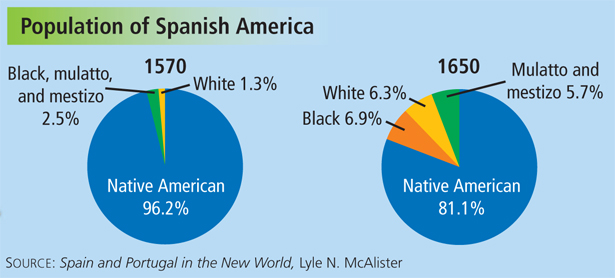 Population of Spanish America
1570
Black, mulatto,
and mestizo
2.5%
White 1.3%
Native American
96.2%
1650
White 6.3%
Black 6.9%
Mulatto and
mestizo 5.7%
Native American
81.1%
SOURCE: Spain and Portugal in the New World, Lyle N. McAlister